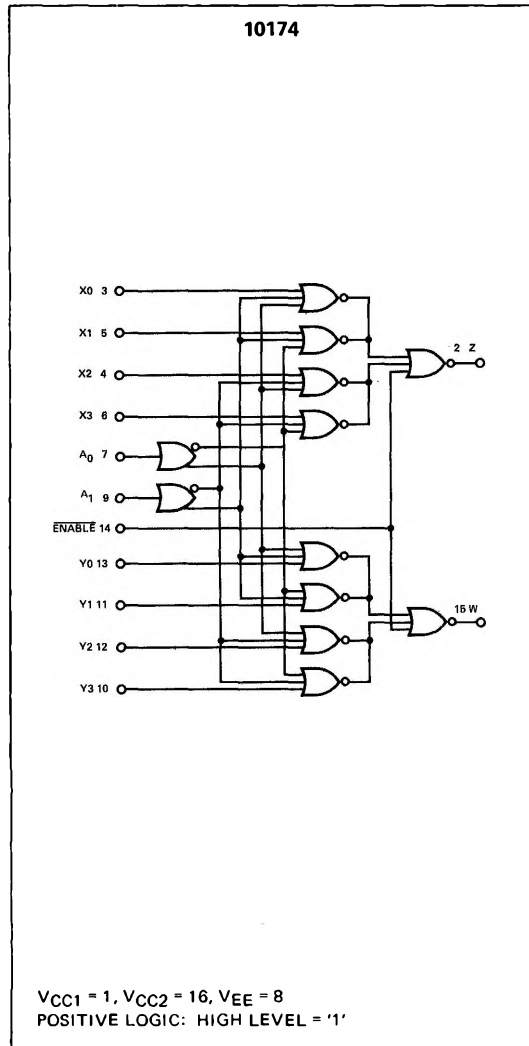 10174
X0 3
X1 5
X2 4
X3 6
A0 7
A1 9
ENABLE 14
Y0 13
Y1 11
Y2 12
Y3 10
2 Z
15 W
VCC1 = 1, VCC2 = 16, VEE = 8
POSITIVE LOGIC: HIGH LEVEL = '1'